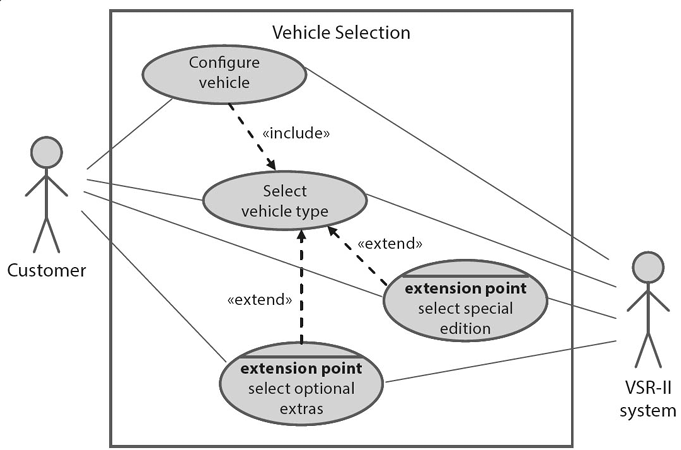 Vehicle Selection
Configure
vehicle
«include»
Select
vehicle type
«extend»
Customer
«extend»
extension point
select special
edition
extension point
select optional
extras
VSR-II
system